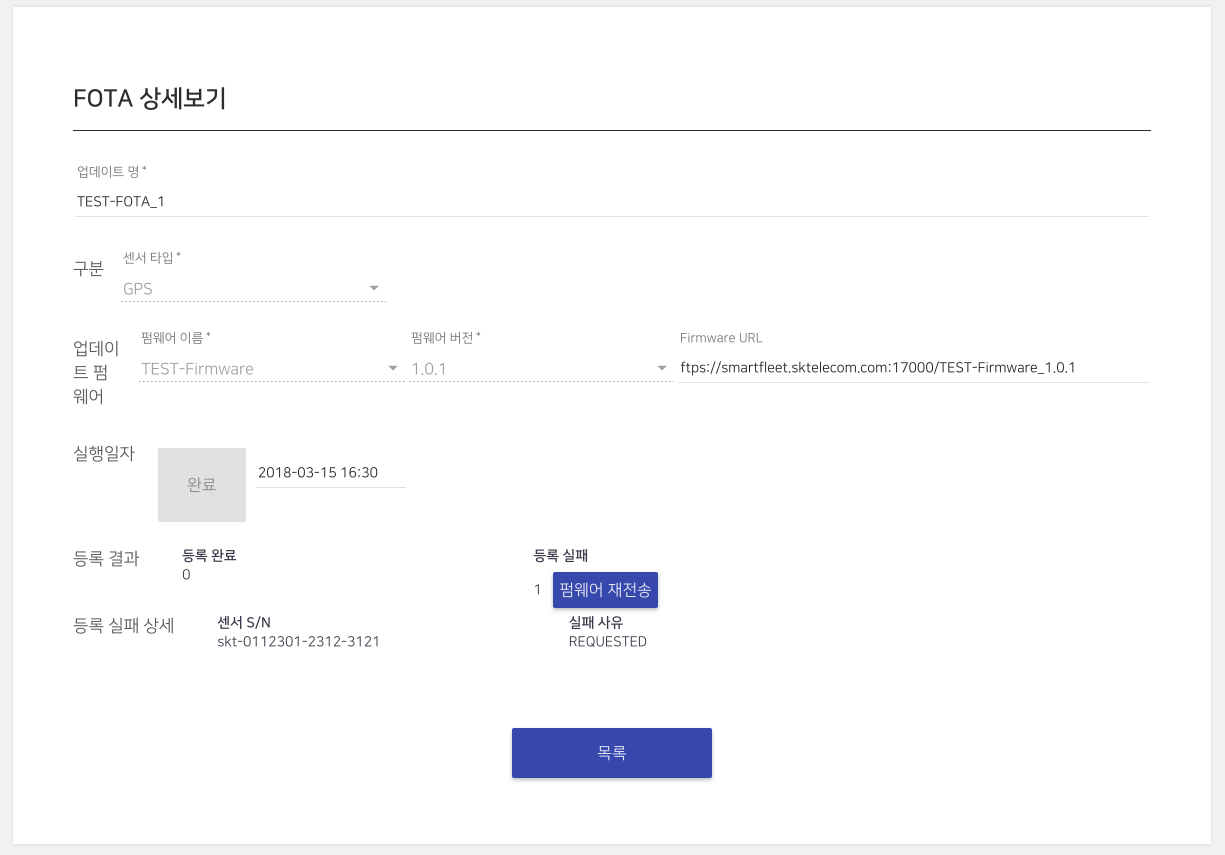 FOTA 상세보기
업데이트 명 *
TEST-FOTA_1
구분
센서 타입 *
GPS
업데이
트 펌
웨어
펌웨어 이름 *
TEST-Firmware
펌웨어 버전 *
1.0.1
Firmware URL
ftps://smartfleet.sktelecom.com:17000/TEST-Firmware_1.0.1
실행일자
완료
2018-03-15 16:30
등록 결과
등록 완료
0
등록 실패
1
펌웨어 재전송
등록 실패 상세
센서 S/N
skt-0112301-2312-3121
실패 사유
REQUESTED
목록